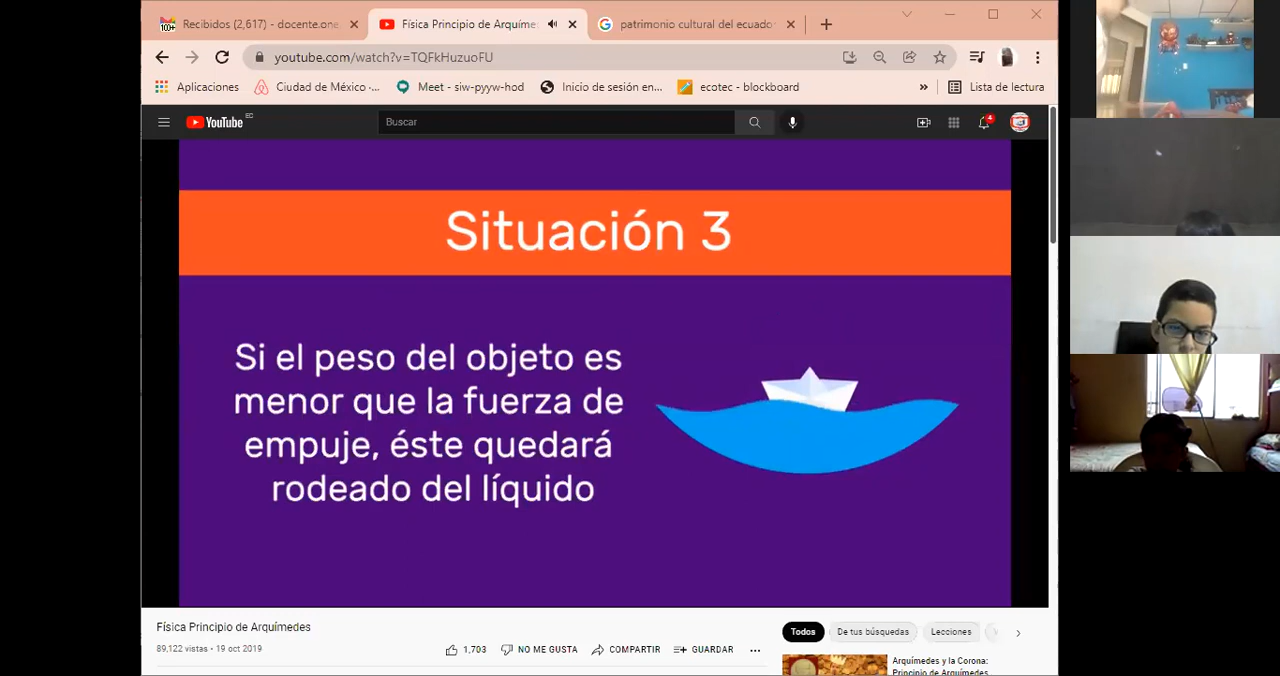 Recibidos (2,617) - docente.one
Física Principio de Arquíme
patrimonio cultural del ecuado
youtube.com/watch?v=TQFkHuzuoFU
Aplicaciones
Ciudad de México ·...
Meet - siw-pyyw-hod
Inicio de sesión en...
ecotec - blockboard
»
Lista de lectura
YouTube EC
Buscar
4
Situación 3
Si el peso del objeto es
menor que la fuerza de
empuje, éste quedará
rodeado del líquido
Física Principio de Arquímedes
89,122 vistas • 19 oct 2019
1,703
NO ME GUSTA
COMPARTIR
GUARDAR
...
Todos
De tus búsquedas
Lecciones
Arquímedes y la Corona:
Principio de Arquímedes